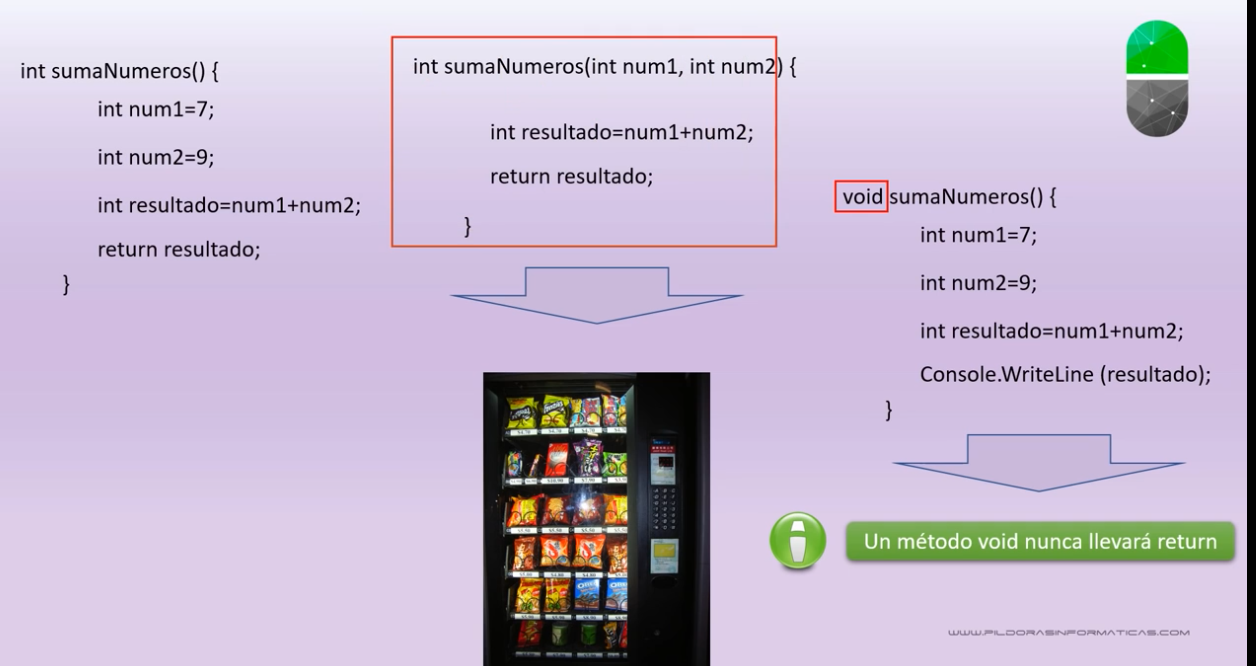 int sumaNumeros() {
int num1=7;
int num2=9;
int resultado=num1+num2;
return resultado;
}
int sumaNumeros(int num1, int num2) {
int resultado=num1+num2;
return resultado;
}
void sumaNumeros() {
int num1=7;
int num2=9;
int resultado=num1+num2;
Console.WriteLine (resultado);
}
Un método void nunca llevará return
WWW.PILDORASINFORMATICAS.COM